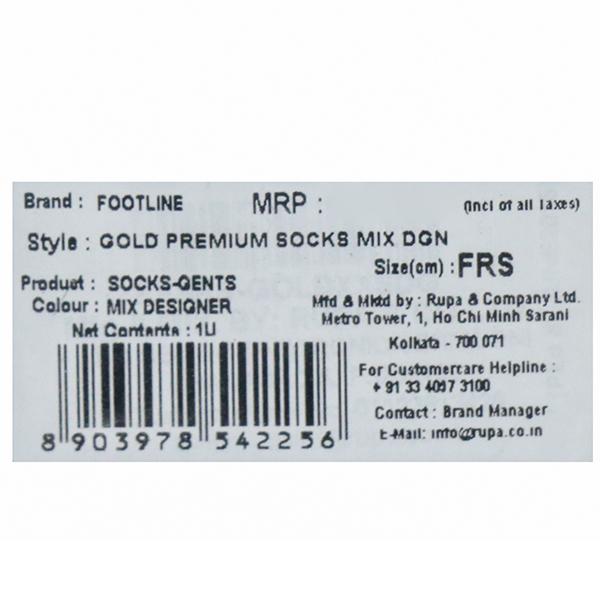 Brand : FOOTLINE MRP : (Incl of all Taxes)
Style : GOLD PREMIUM SOCKS MIX DGN
Size(cm) : FRS
Product : SOCKS-GENTS
Colour : MIX DESIGNER
Net Contents : 1U
Mfd & Mktd by : Rupa & Company Ltd.
Metro Tower, 1, Ho Chi Minh Sarani
Kolkata - 700 071
For Customercare Helpline :
+ 91 33 4097 3100
Contact : Brand Manager
E-Mail: info@rupa.co.in
8 903978 542256